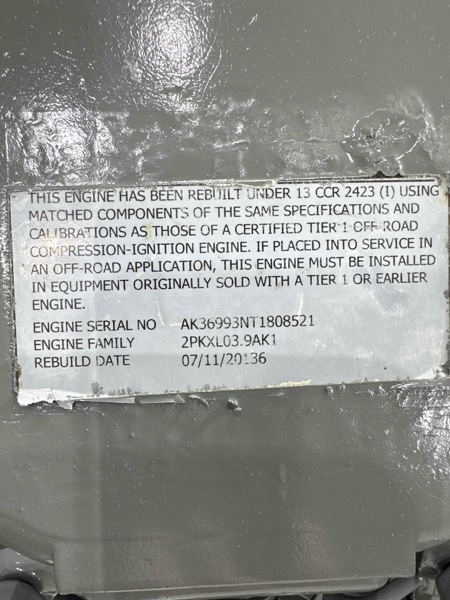 THIS ENGINE HAS BEEN REBUILT UNDER 13 CCR 2423 (I) USING
MATCHED COMPONENTS OF THE SAME SPECIFICATIONS AND
CALIBRATIONS AS THOSE OF A CERTIFIED TIER 1 OFF-ROAD
COMPRESSION-IGNITION ENGINE. IF PLACED INTO SERVICE IN
AN OFF-ROAD APPLICATION, THIS ENGINE MUST BE INSTALLED
IN EQUIPMENT ORIGINALLY SOLD WITH A TIER 1 OR EARLIER
ENGINE.
ENGINE SERIAL NO AK36993NT1808521
ENGINE FAMILY 2PKXL03.9AK1
REBUILD DATE